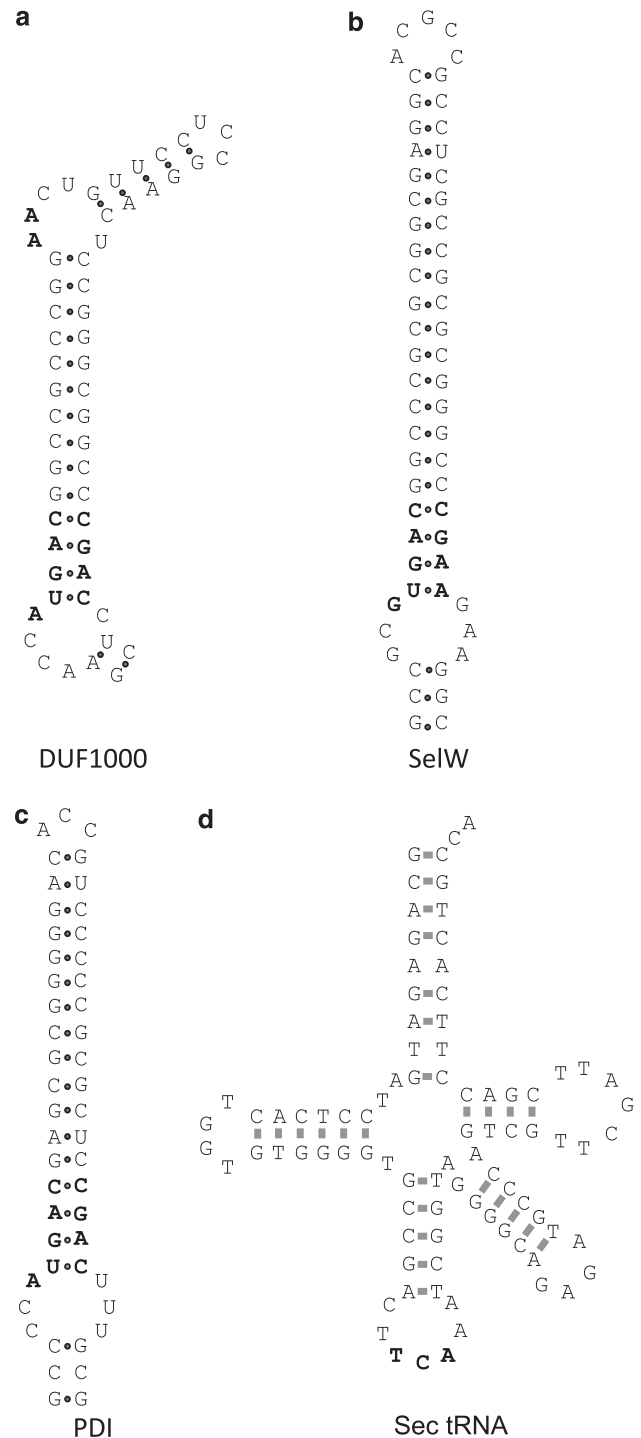 a
A A C U G U U C C U
C C G G A A C U
G C
G C
C G
C G
C G
G C
C G
C G
G C
G C
C C
A G
G A
U C
A C C A A A G
C U C
DUF1000
b
A C G C C
C G
G C
G C
A U
G C
C G
G C
G C
C G
G C
C G
G C
C G
C G
C G
G C
G C
C C
A G
G A
U A
G G
C A
G A
C G
C G
G C
SelW
c
A C C
C G
A U
G C
G C
G C
G C
G C
C G
G C
C G
G C
A U
G C
C C
A G
G A
U C
A U
C U
C U
C G
C C
G G
PDI
d
C A
G C
C G
A T
G C
A A
G C
A T
T T
G C
A
T
C A C T C C
T G G T
G T G G G G
T
C A G C
T T A G C T T
G T C G
A A
G T
C G
C G
G C
A T
C A
T A
T C A
G G G G C A
C C C G T
A G A G
Sec tRNA